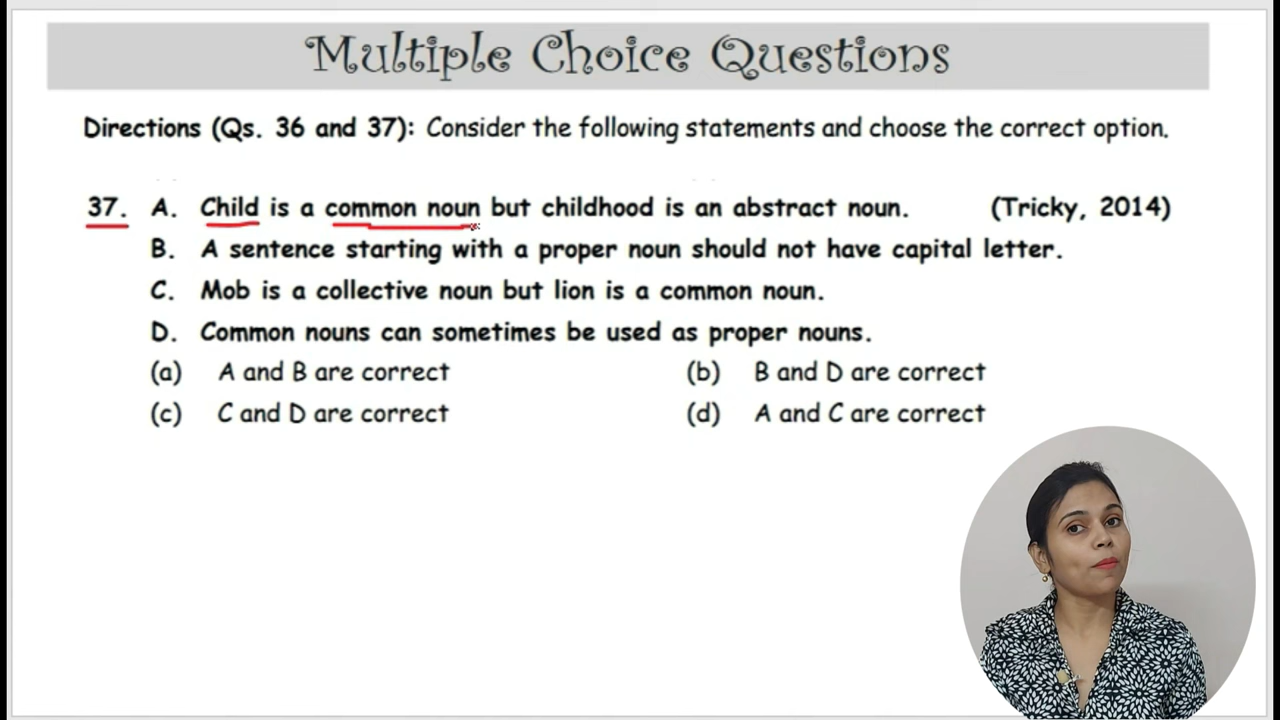 Multiple Choice Questions
Directions (Qs. 36 and 37): Consider the following statements and choose the correct option.
37. A. Child is a common noun but childhood is an abstract noun. (Tricky, 2014)
B. A sentence starting with a proper noun should not have capital letter.
C. Mob is a collective noun but lion is a common noun.
D. Common nouns can sometimes be used as proper nouns.
(a) A and B are correct (b) B and D are correct
(c) C and D are correct (d) A and C are correct